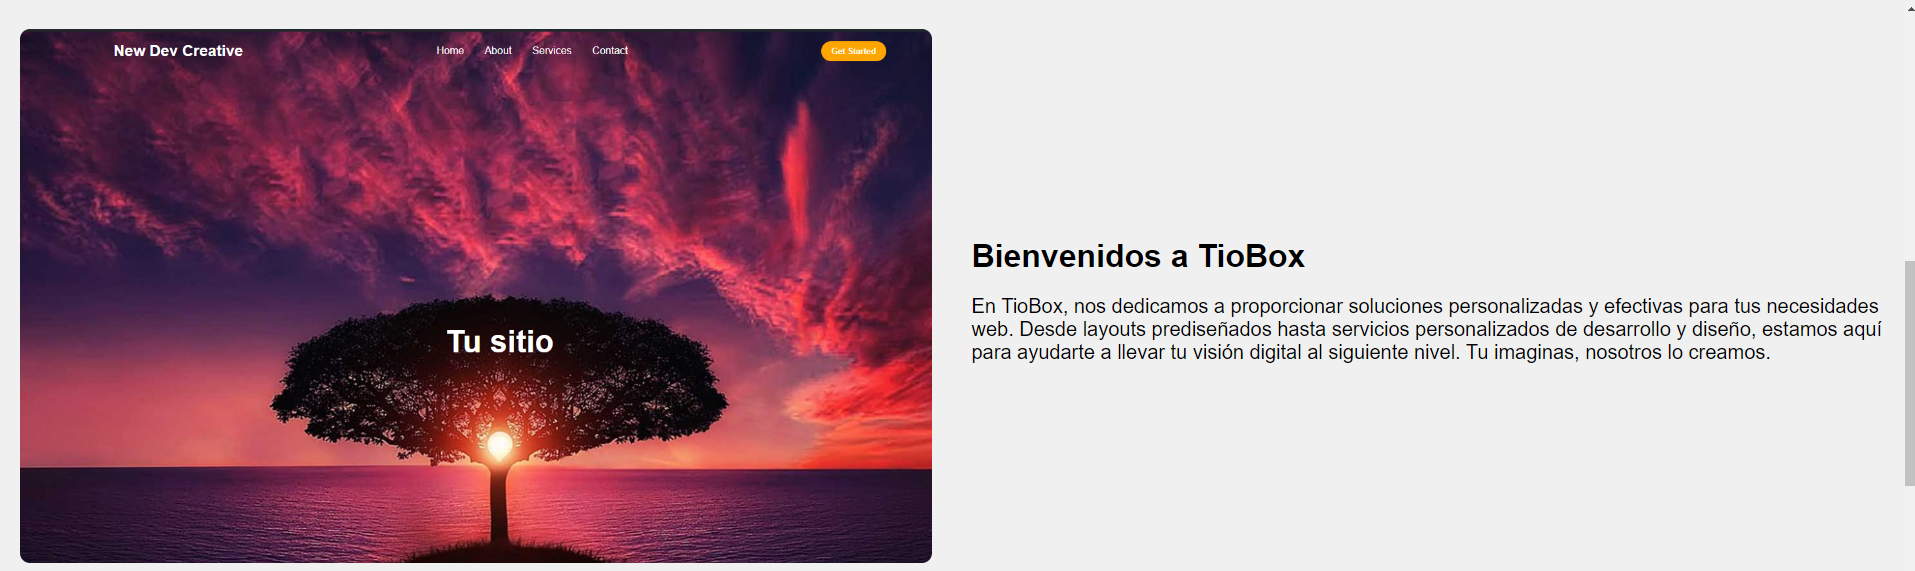 New Dev Creative
Home About Services Contact
Get Started
Tu sitio
Bienvenidos a TioBox
En TioBox, nos dedicamos a proporcionar soluciones personalizadas y efectivas para tus necesidades
web. Desde layouts prediseñados hasta servicios personalizados de desarrollo y diseño, estamos aquí
para ayudarte a llevar tu visión digital al siguiente nivel. Tu imaginas, nosotros lo creamos.